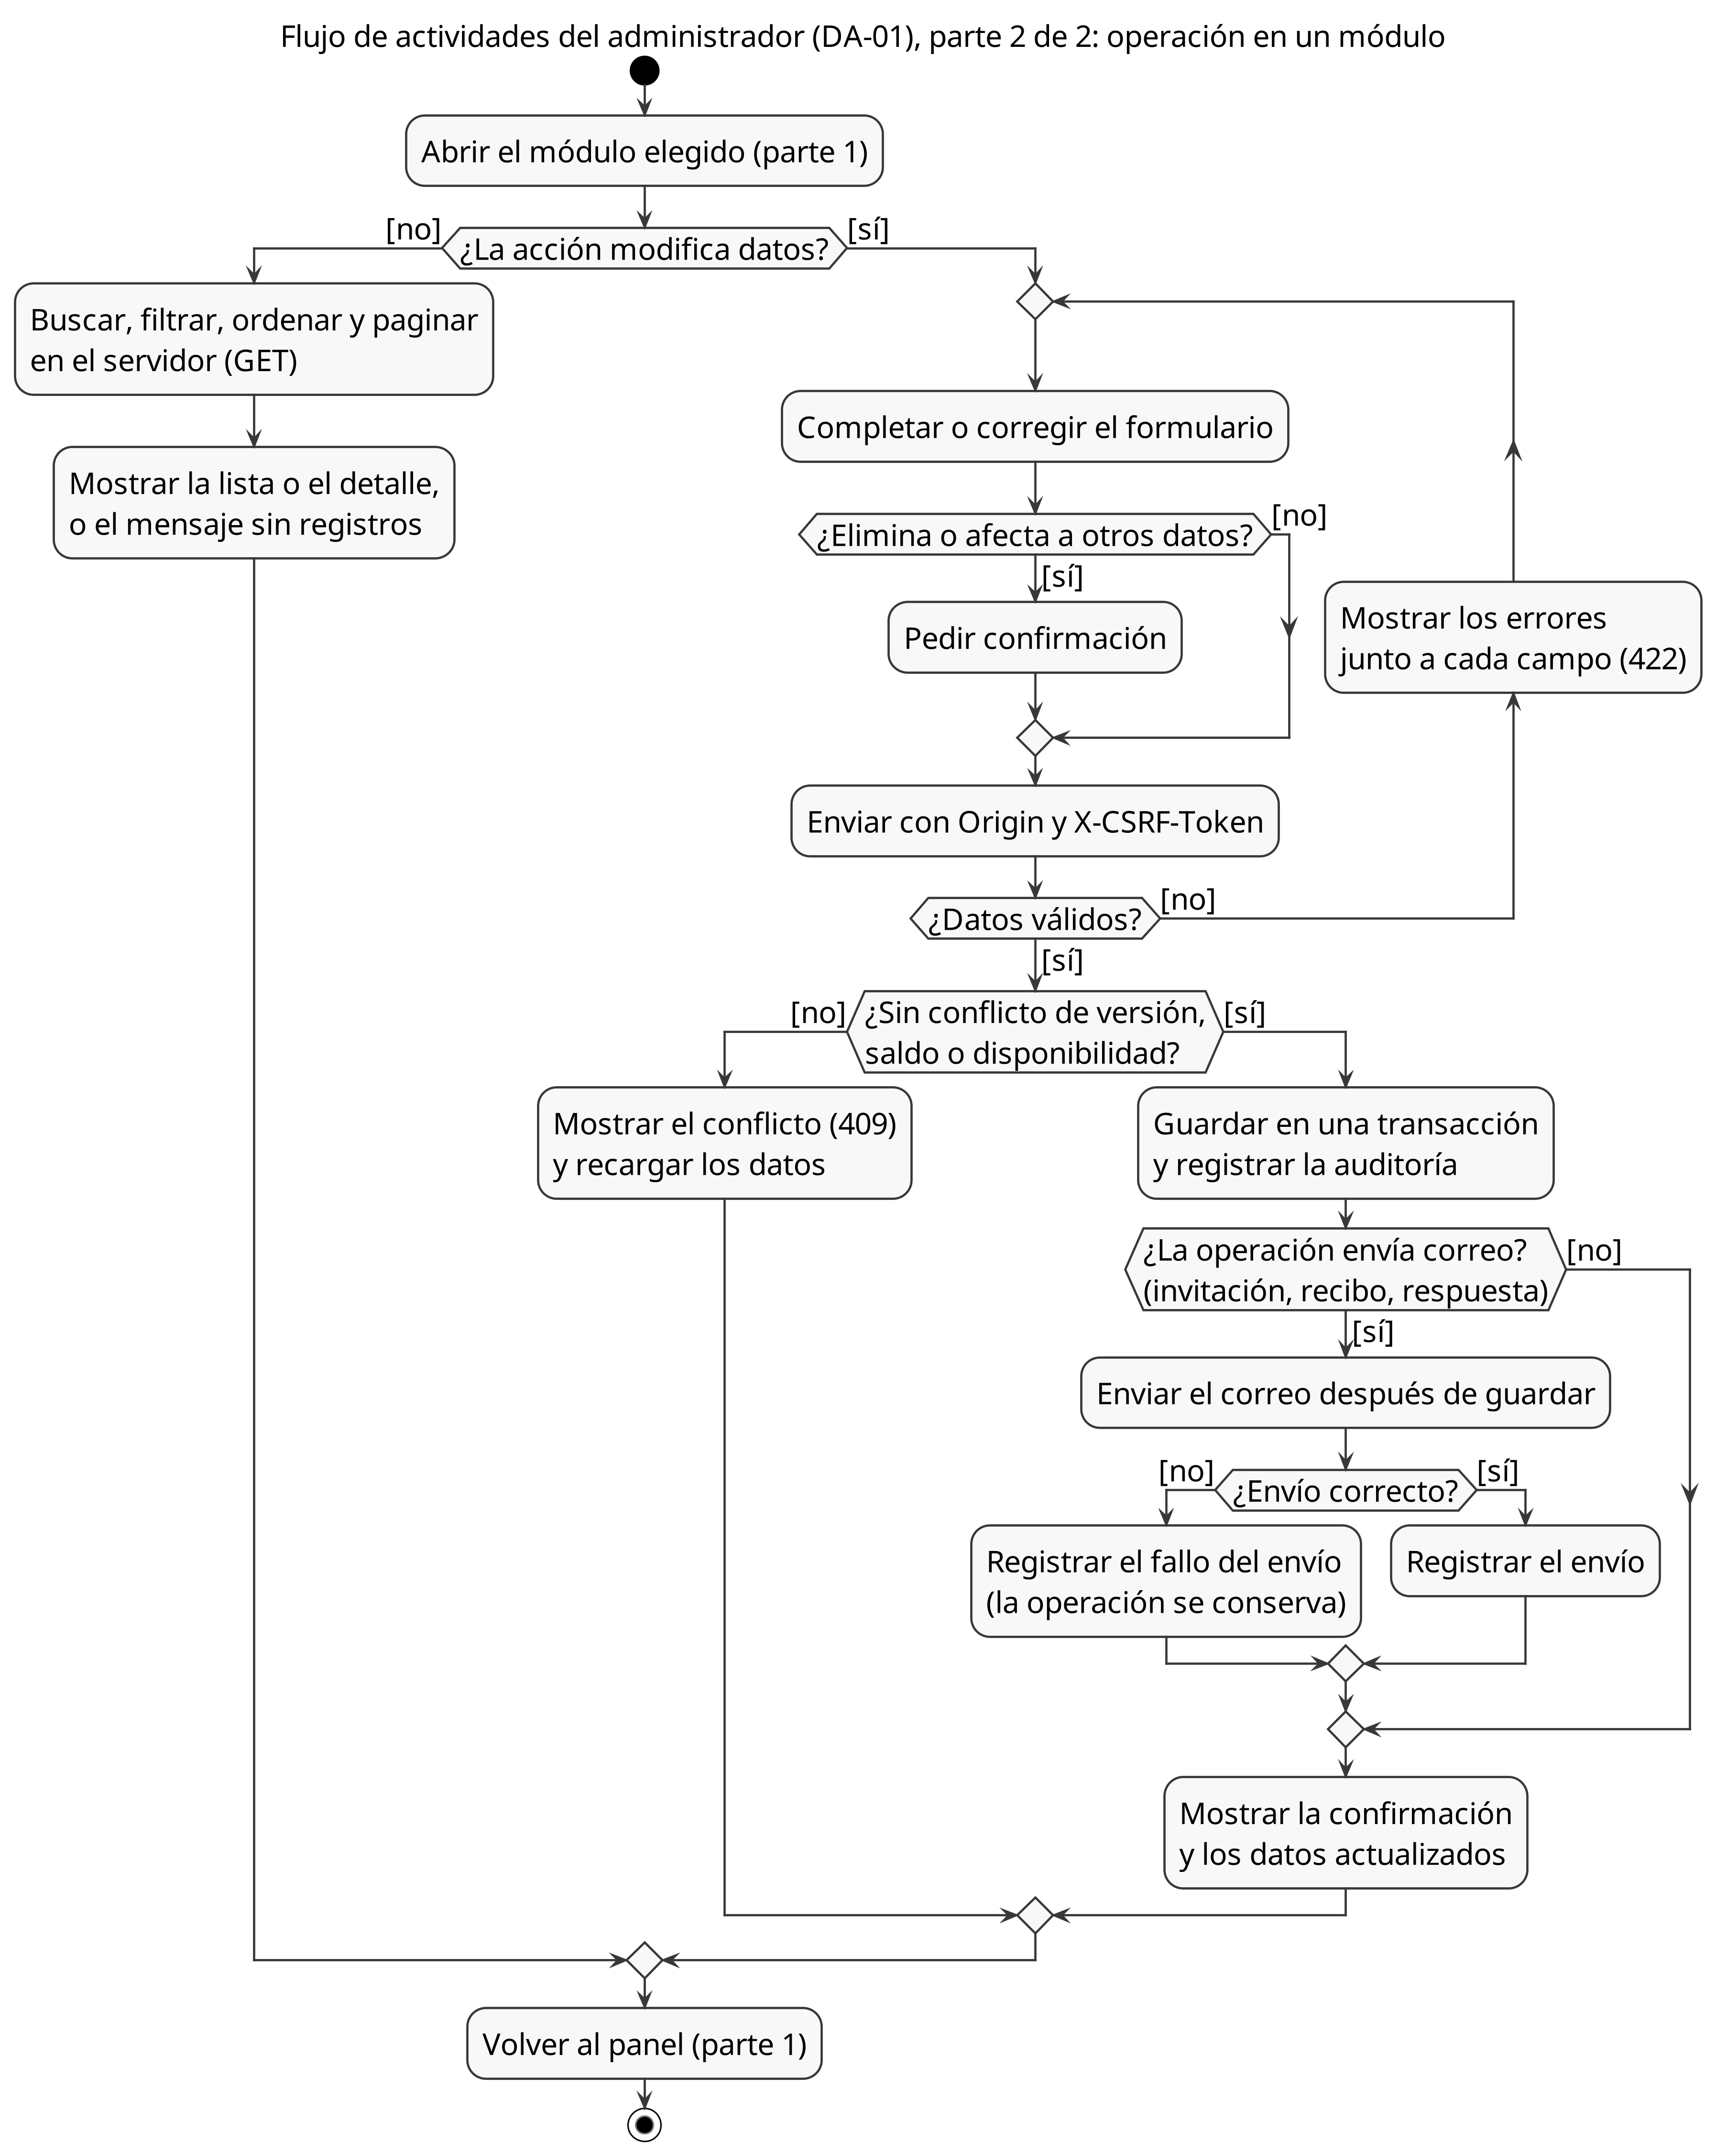 Flujo de actividades del administrador (DA-01), parte 2 de 2: operación en un módulo
Abrir el módulo elegido (parte 1)
[no]
¿La acción modifica datos?
[sí]
Buscar, filtrar, ordenar y paginar
en el servidor (GET)
Mostrar la lista o el detalle,
o el mensaje sin registros
Completar o corregir el formulario
¿Elimina o afecta a otros datos?
[no]
[sí]
Pedir confirmación
Mostrar los errores
junto a cada campo (422)
Enviar con Origin y X-CSRF-Token
¿Datos válidos?
[no]
[sí]
[no]
¿Sin conflicto de versión,
saldo o disponibilidad?
[sí]
Mostrar el conflicto (409)
y recargar los datos
Guardar en una transacción
y registrar la auditoría
¿La operación envía correo?
(invitación, recibo, respuesta)
[no]
[sí]
Enviar el correo después de guardar
[no]
¿Envío correcto?
[sí]
Registrar el fallo del envío
(la operación se conserva)
Registrar el envío
Mostrar la confirmación
y los datos actualizados
Volver al panel (parte 1)